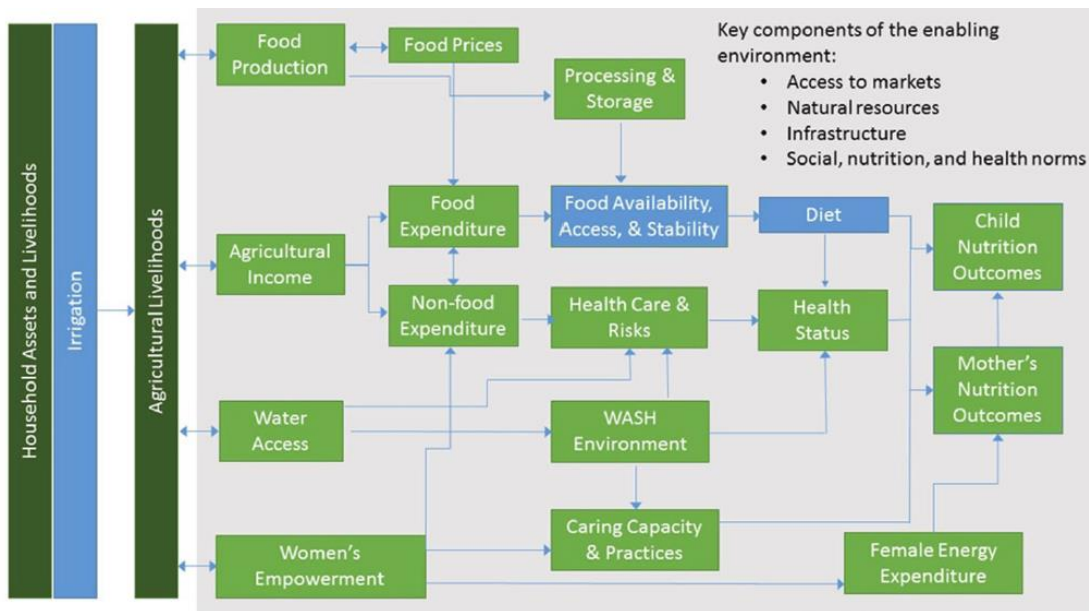 Household Assets and Livelihoods
Irrigation
Agricultural Livelihoods
Food
Production
Food Prices
Processing &
Storage
Key components of the enabling
environment:
• Access to markets
• Natural resources
• Infrastructure
• Social, nutrition, and health norms
Food
Expenditure
Food Availability,
Access, & Stability
Diet
Child
Nutrition
Outcomes
Agricultural
Income
Non-food
Expenditure
Health Care &
Risks
Health
Status
Mother's
Nutrition
Outcomes
Water
Access
WASH
Environment
Caring Capacity
& Practices
Women's
Empowerment
Female Energy
Expenditure